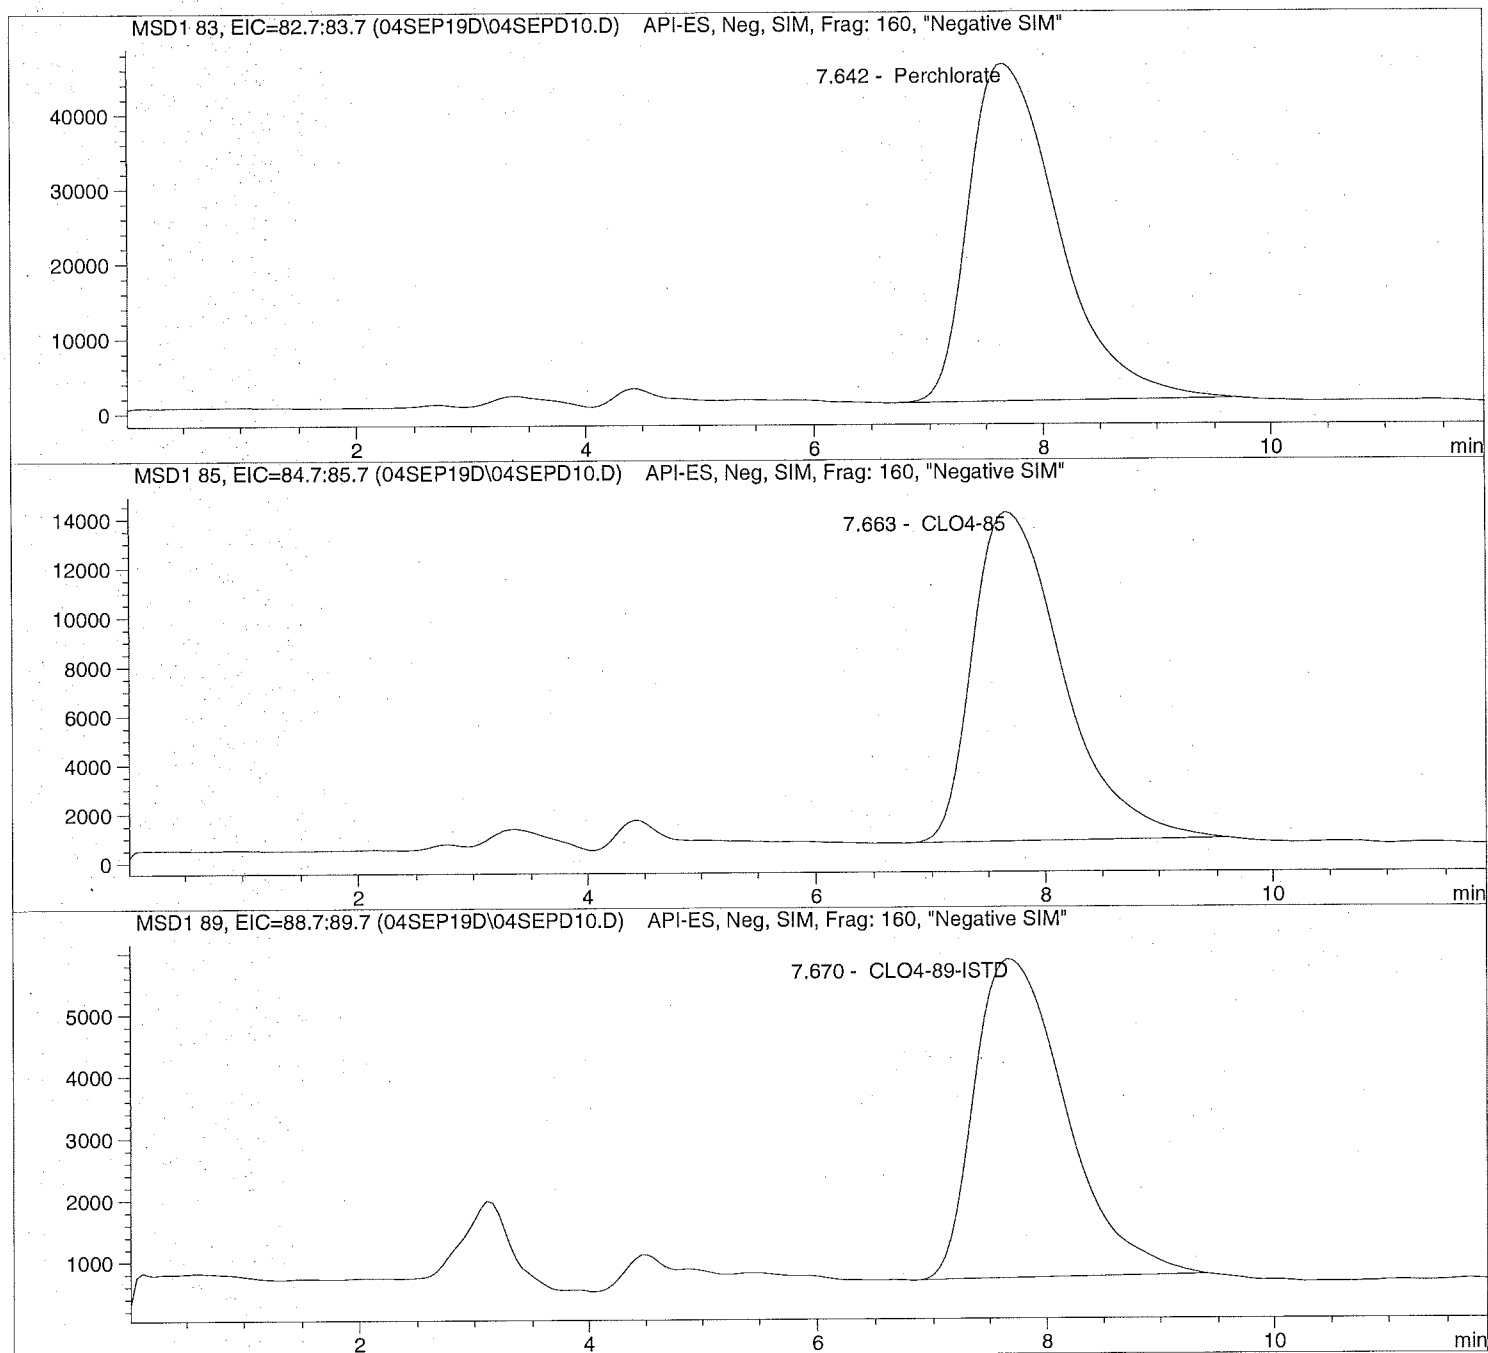 MSD1 83, EIC=82.7:83.7 (04SEP19D\04SEPD10.D) API-ES, Neg, SIM, Frag: 160, "Negative SIM"
7.642 - Perchlorate
40000
30000
20000
10000
0
2 4 6 8 10 min
MSD1 85, EIC=84.7:85.7 (04SEP19D\04SEPD10.D) API-ES, Neg, SIM, Frag: 160, "Negative SIM"
7.663 - CLO4-85
14000
12000
10000
8000
6000
4000
2000
0
2 4 6 8 10 min
MSD1 89, EIC=88.7:89.7 (04SEP19D\04SEPD10.D) API-ES, Neg, SIM, Frag: 160, "Negative SIM"
7.670 - CLO4-89-ISTD
5000
4000
3000
2000
1000
2 4 6 8 10 min